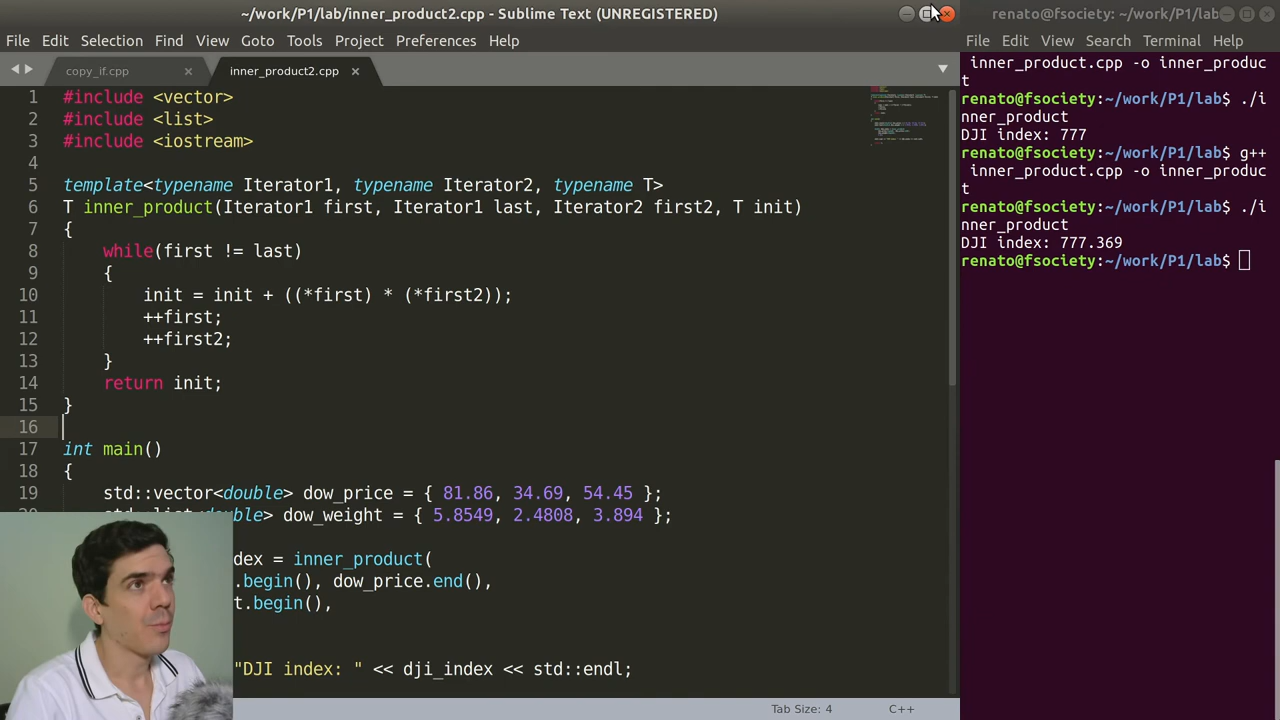 ~/work/P1/lab/inner_product2.cpp - Sublime Text (UNREGISTERED)
File Edit Selection Find View Goto Tools Project Preferences Help
copy_if.cpp
inner_product2.cpp
1 #include <vector>
2 #include <list>
3 #include <iostream>
4
5 template<typename Iterator1, typename Iterator2, typename T>
6 T inner_product(Iterator1 first, Iterator1 last, Iterator2 first2, T init)
7 {
8 while(first != last)
9 {
10 init = init + ((*first) * (*first2));
11 ++first;
12 ++first2;
13 }
14 return init;
15 }
16
17 int main()
18 {
19 std::vector<double> dow_price = { 81.86, 34.69, 54.45 };
dow_weight = { 5.8549, 2.4808, 3.894 };
dex = inner_product(
.begin(), dow_price.end(),
t.begin(),
"DJI index: " << dji_index << std::endl;
Tab Size: 4
C++
renato@fsociety: ~/work/P1/lab
File Edit View Search Terminal Help
inner_product.cpp -o inner_produc
t
renato@fsociety:~/work/P1/lab$ ./i
nner_product
DJI index: 777
renato@fsociety:~/work/P1/lab$ g++
inner_product.cpp -o inner_produc
t
renato@fsociety:~/work/P1/lab$ ./i
nner_product
DJI index: 777.369
renato@fsociety:~/work/P1/lab$